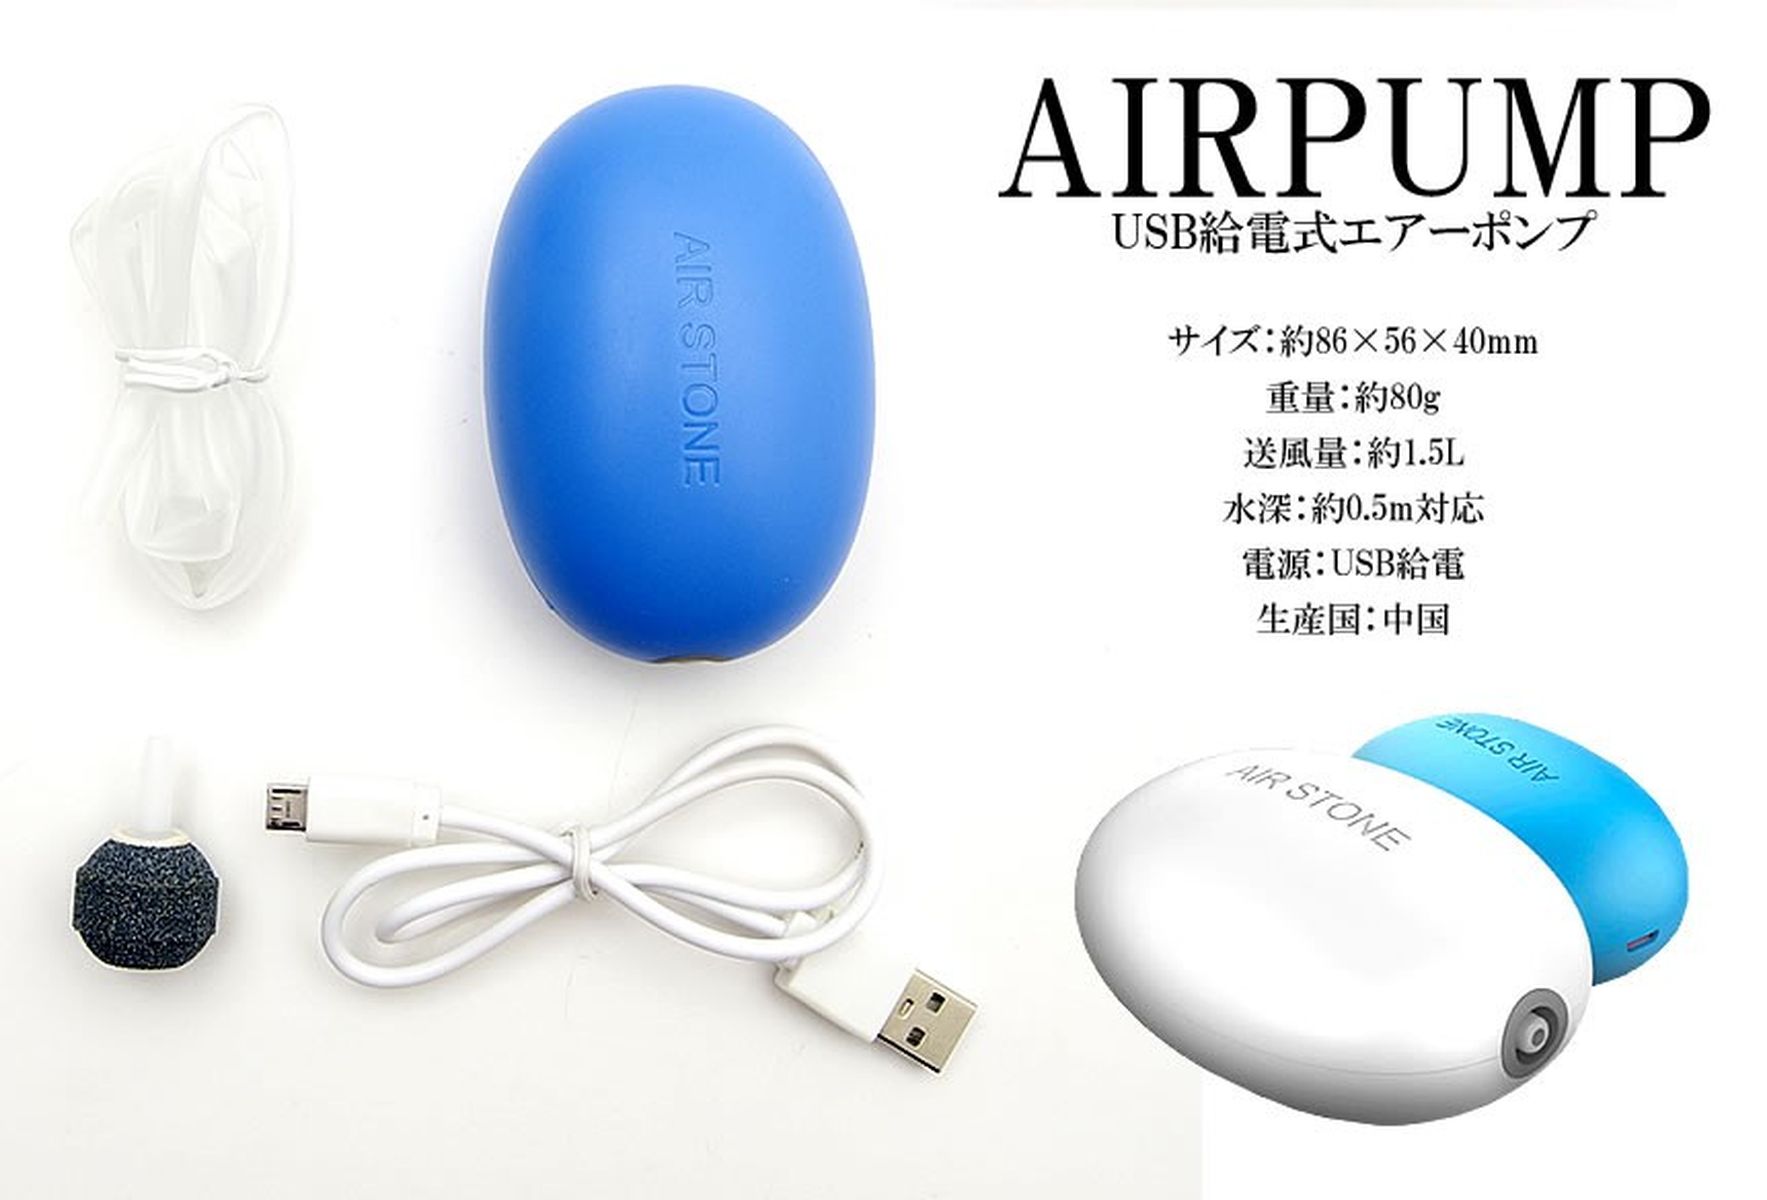 AIRPUMP
USB給電式エアーポンプ
サイズ：約86×56×40mm
重量：約80g
送風量：約1.5L
水深：約0.5m対応
電源：USB給電
生産国：中国
AIR STONE
AIR STONE
AIR STONE